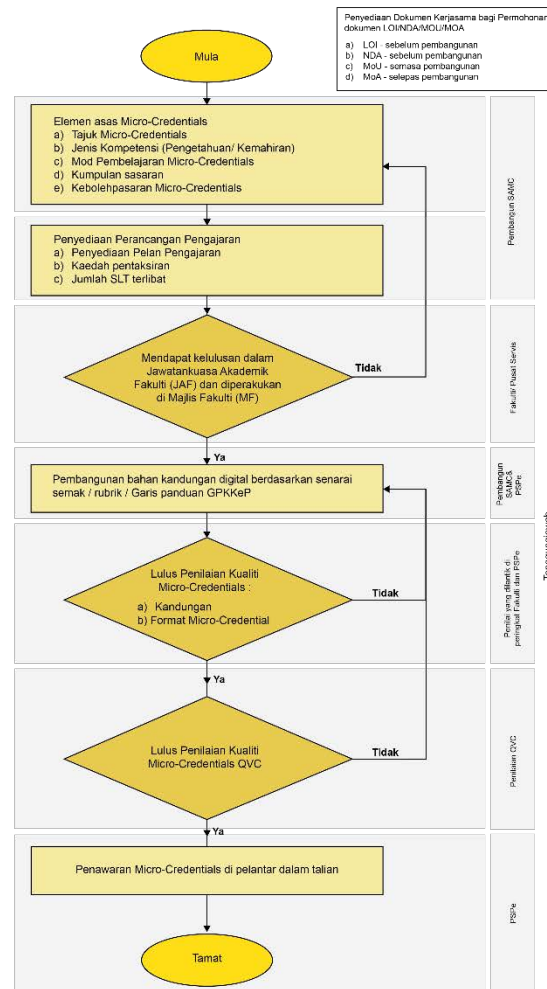 Penyediaan Dokumen Kerjasama bagi Permohonan
dokumen LOI/NDA/MOU/MOA
a) LOI - sebelum pembangunan
b) NDA - sebelum pembangunan
c) MoU - semasa pembangunan
d) MoA - selepas pembangunan
Mula
Elemen asas Micro-Credentials
a) Tajuk Micro-Credentials
b) Jenis Kompetensi (Pengetahuan/ Kemahiran)
c) Mod Pembelajaran Micro-Credentials
d) Kumpulan sasaran
e) Kebolehpasaran Micro-Credentials
Pembangun SAMC
Penyediaan Perancangan Pengajaran
a) Penyediaan Pelan Pengajaran
b) Kaedah pentaksiran
c) Jumlah SLT terlibat
Mendapat kelulusan dalam
Jawatankuasa Akademik
Fakulti (JAF) dan diperakukan
di Majlis Fakulti (MF)
Tidak
Fakulti/ Pusat Servis
Ya
Pembangunan bahan kandungan digital berdasarkan senarai
semak / rubrik / Garis panduan GPKKeP
Pembangun
SAMC&
PSPe
Lulus Penilaian Kualiti
Micro-Credentials :
a) Kandungan
b) Format Micro-Credential
Tidak
Penilai yang dilantik di
peringkat Fakulti dan PSPe
Ya
Lulus Penilaian Kualiti
Micro-Credentials QVC
Tidak
Penilaian QVC
Ya
Penawaran Micro-Credentials di pelantar dalam talian
PSPe
Tamat